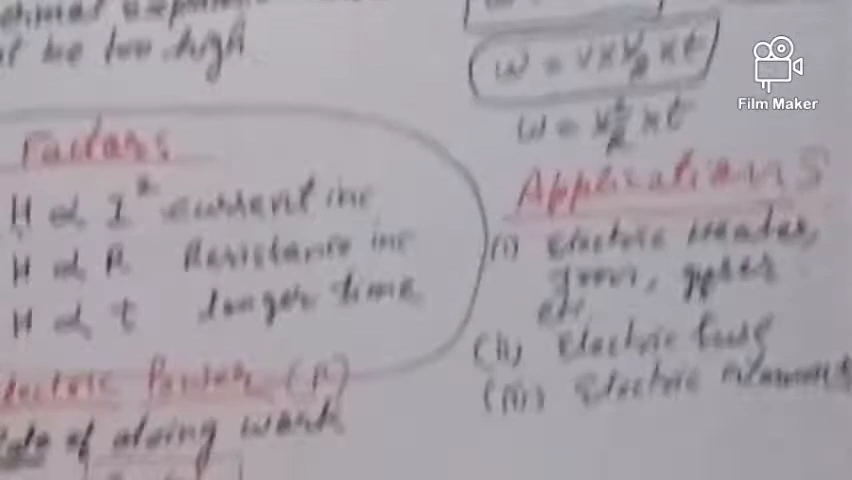 be too high
Factors
H ∝ I² current inc
H ∝ R Resistance inc
H ∝ t longer time
Electric Power (P)
Rate of doing work
W = V × V/R × t
W = V²/R × t
Applications
(i) Electric heater,
etc.
(ii) Electric fuse
(iii) Electric
Film Maker